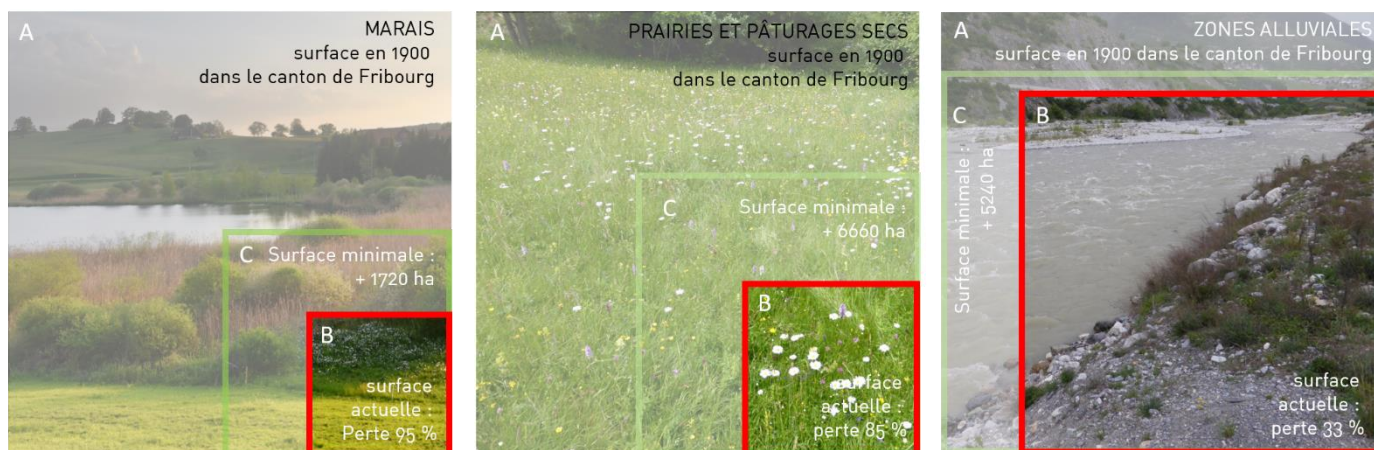 A
MARAIS
surface en 1900
dans le canton de Fribourg
C Surface minimale :
+ 1720 ha
B
surface
actuelle :
Perte 95 %
A
PRAIRIES ET PÂTURAGES SECS
surface en 1900
dans le canton de Fribourg
C Surface minimale :
+ 6660 ha
B
surface
actuelle :
perte 85 %
A
ZONES ALLUVIALES
surface en 1900 dans le canton de Fribourg
C
Surface minimale :
+ 5240 ha
B
surface
actuelle :
perte 33 %